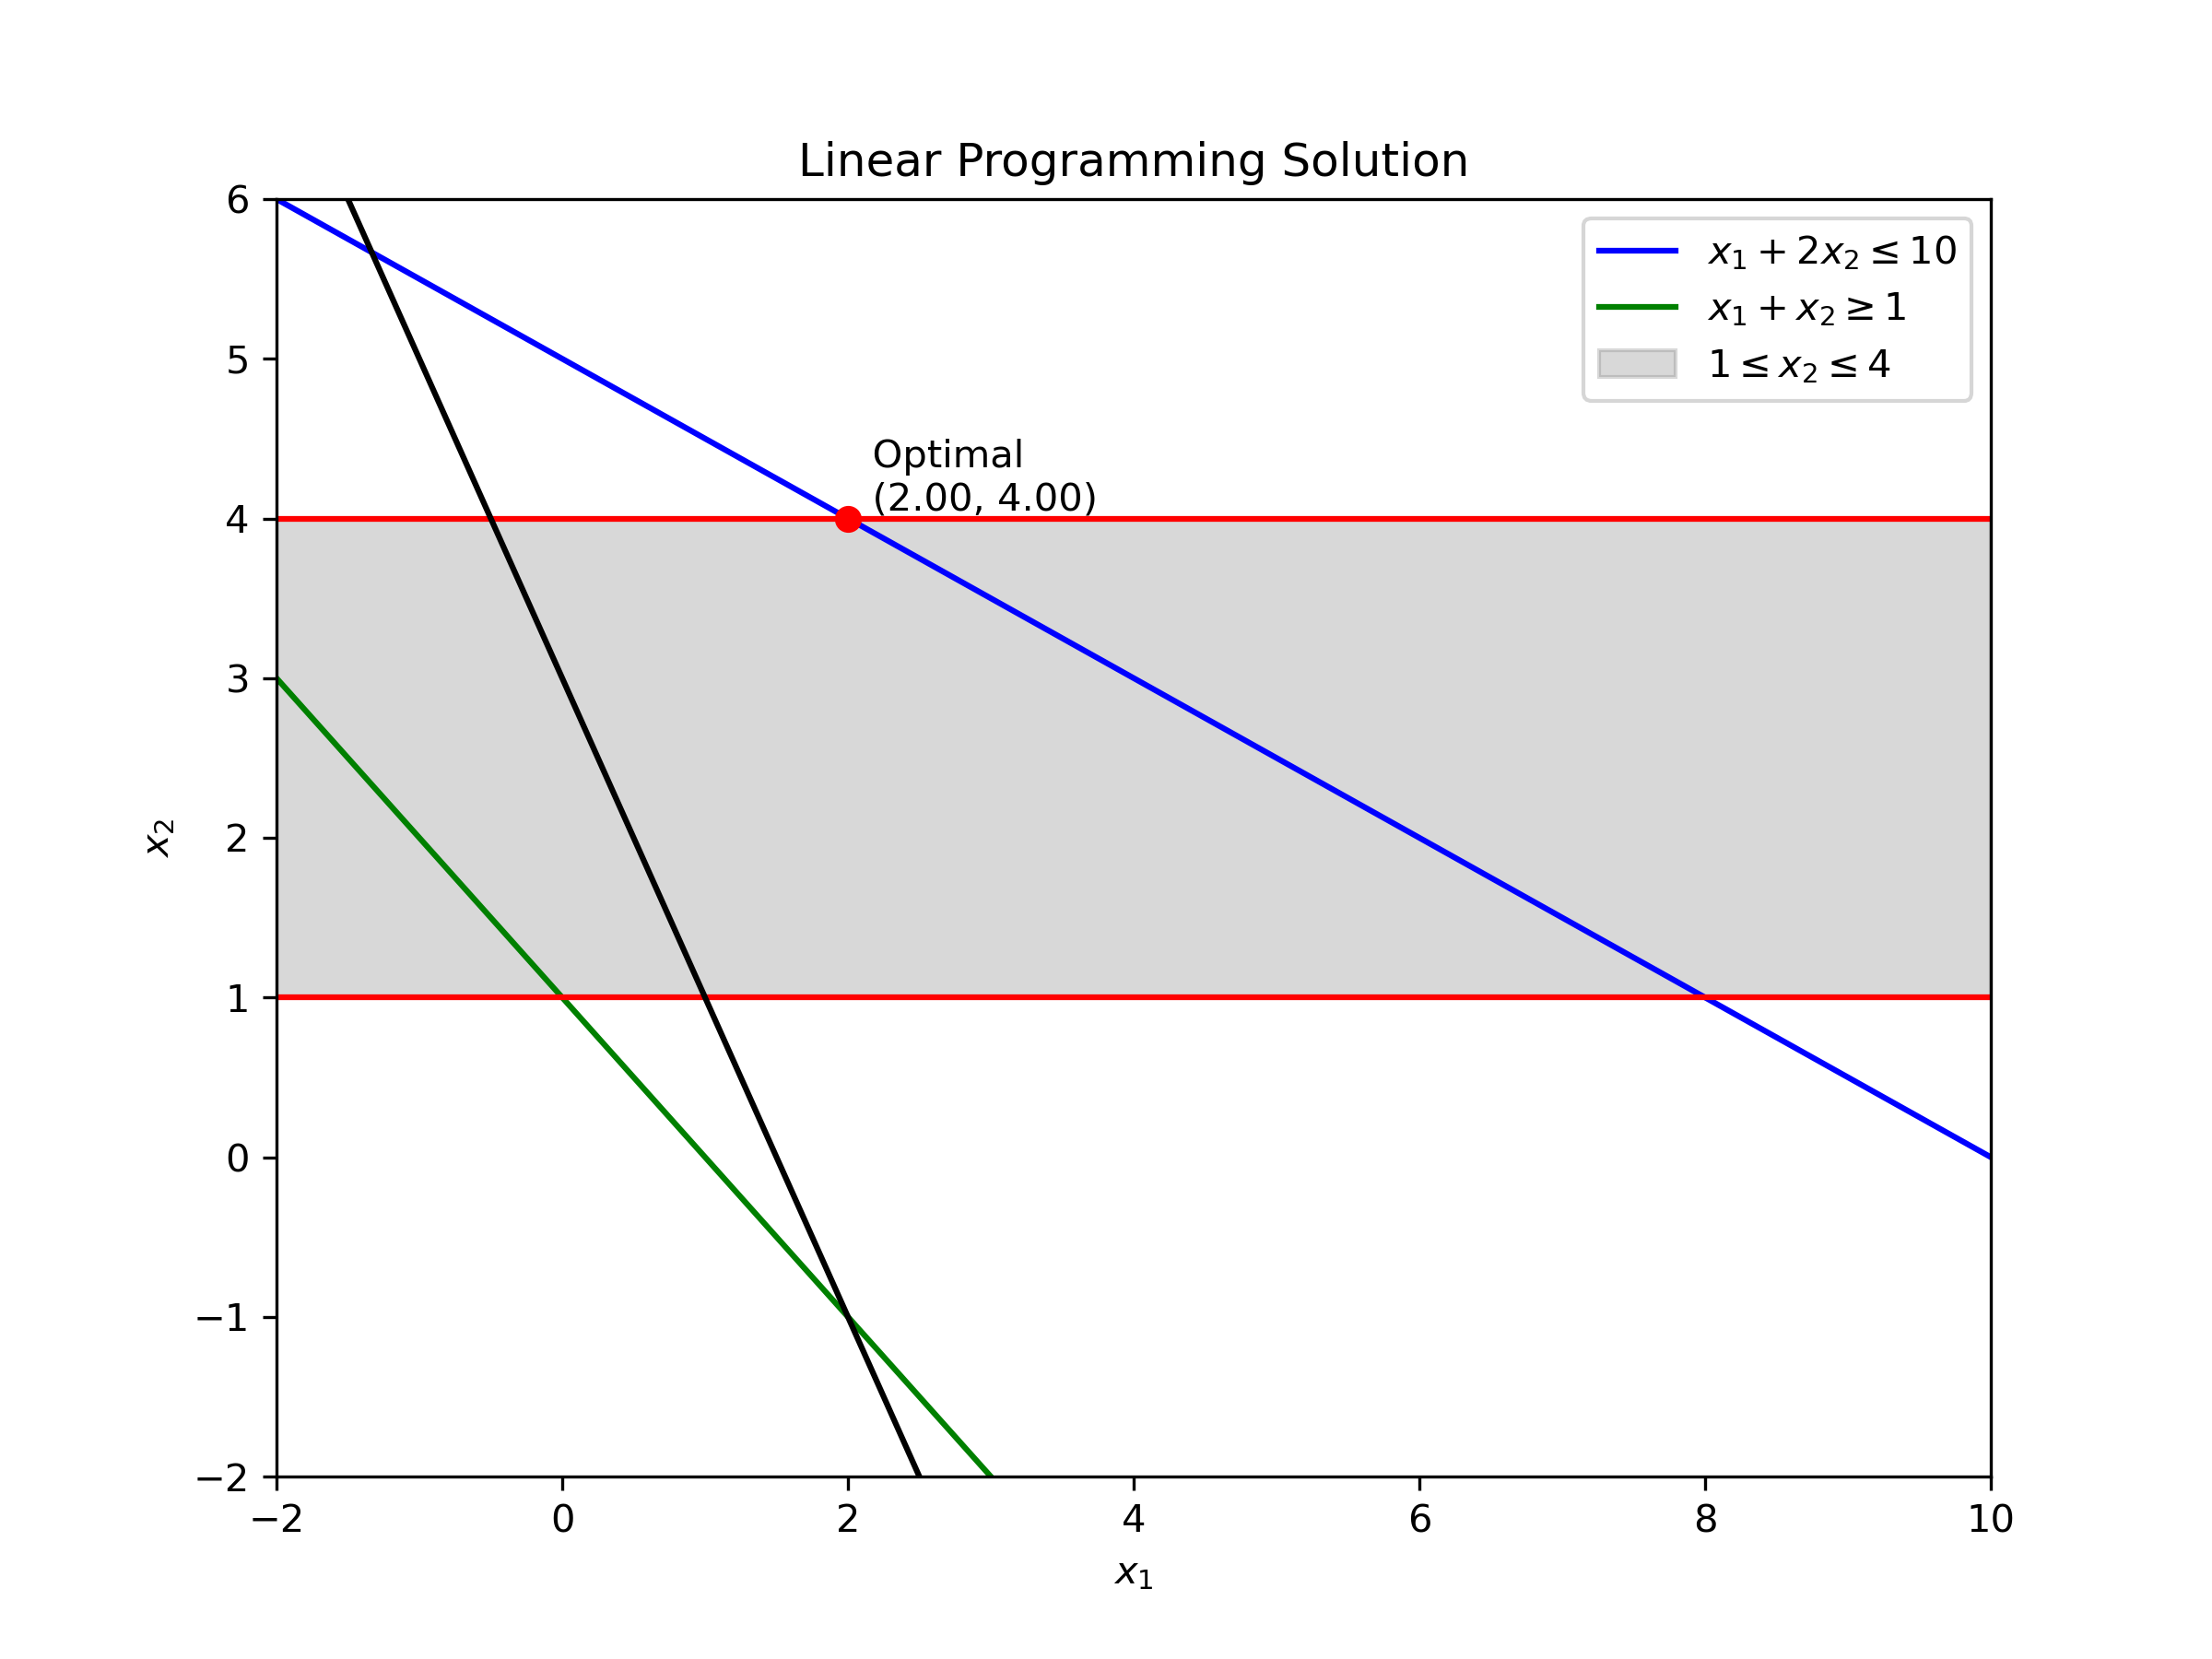 Linear Programming Solution
6
5
4
3
2
1
0
−1
−2
x₂
x₁ + 2x₂ ≤ 10
x₁ + x₂ ≥ 1
1 ≤ x₂ ≤ 4
Optimal
(2.00, 4.00)
−2 0 2 4 6 8 10
x₁